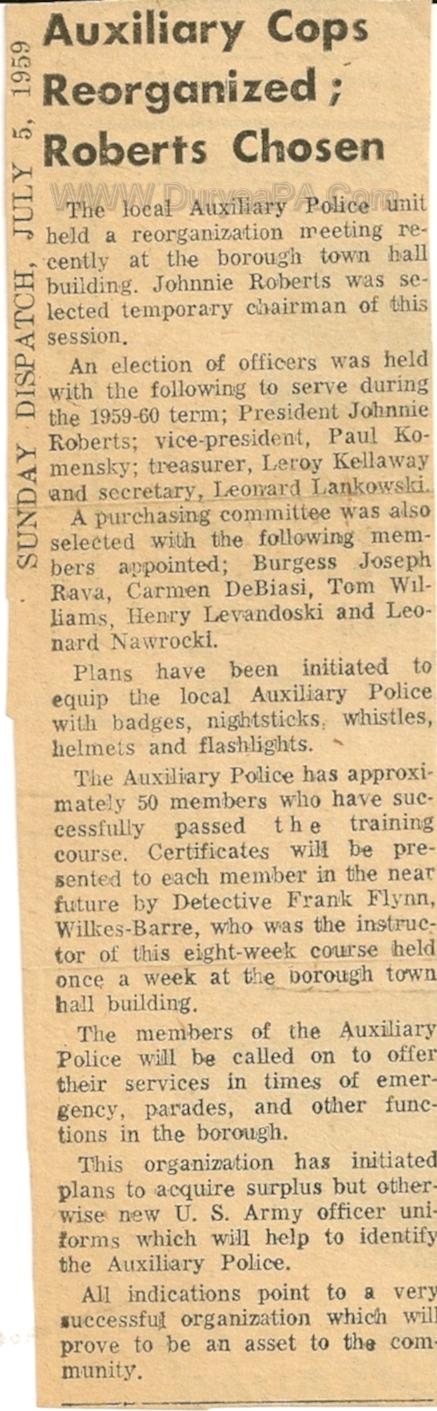 Auxiliary Cops
Reorganized;
Roberts Chosen
SUNDAY DISPATCH, JULY 5, 1959
WWW.DuryeaPA.Com
The local Auxiliary Police unit
held a reorganization meeting re-
cently at the borough town hall
building. Johnnie Roberts was se-
lected temporary chairman of this
session.
An election of officers was held
with the following to serve during
the 1959-60 term; President Johnnie
Roberts; vice-president, Paul Ko-
mensky; treasurer, Leroy Kellaway
and secretary, Leonard Lankowski.
A purchasing committee was also
selected with the following mem-
bers appointed; Burgess Joseph
Rava, Carmen DeBiasi, Tom Wil-
liams, Henry Levandoski and Leo-
nard Nawrocki.
Plans have been initiated to
equip the local Auxiliary Police
with badges, nightsticks, whistles,
helmets and flashlights.
The Auxiliary Police has approxi-
mately 50 members who have suc-
cessfully passed the training
course. Certificates will be pre-
sented to each member in the near
future by Detective Frank Flynn,
Wilkes-Barre, who was the instruc-
tor of this eight-week course held
once a week at the borough town
hall building.
The members of the Auxiliary
Police will be called on to offer
their services in times of emer-
gency, parades, and other func-
tions in the borough.
This organization has initiated
plans to acquire surplus but other-
wise new U. S. Army officer uni-
forms which will help to identify
the Auxiliary Police.
All indications point to a very
successful organization which will
prove to be an asset to the com-
munity.